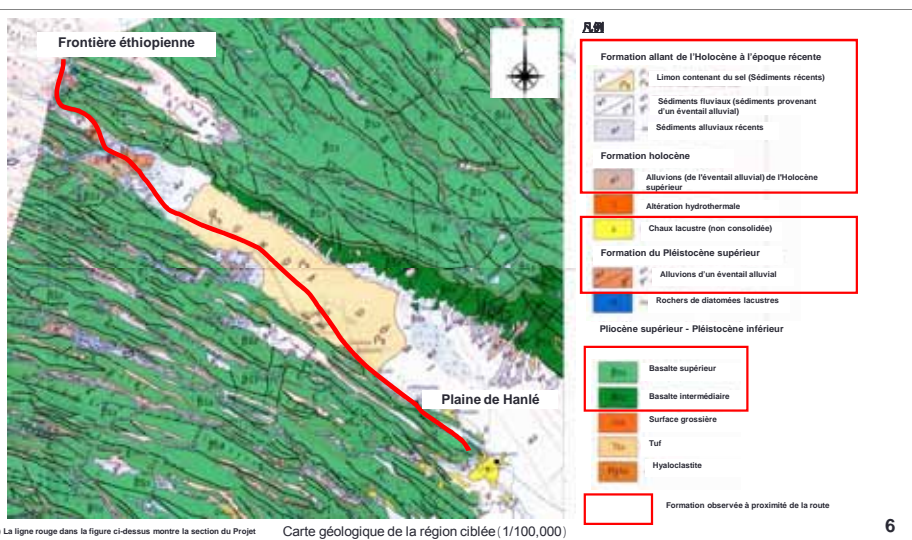 Frontière éthiopienne
Plaine de Hanlé
La ligne rouge dans la figure ci-dessus montre la section du Projet
Carte géologique de la région ciblée (1/100,000)
凡例
Formation allant de l'Holocène à l'époque récente
Limon contenant du sel (Sédiments récents)
Sédiments fluviaux (sédiments provenant
d'un éventail alluvial)
Sédiments alluviaux récents
Formation holocène
Alluvions (de l'éventail alluvial) de l'Holocène
supérieur
Altération hydrothermale
Chaux lacustre (non consolidée)
Formation du Pléistocène supérieur
Alluvions d'un éventail alluvial
Rochers de diatomées lacustres
Pliocène supérieur - Pléistocène inférieur
Basalte supérieur
Basalte intermédiaire
Surface grossière
Tuf
Hyaloclastite
Formation observée à proximité de la route
6